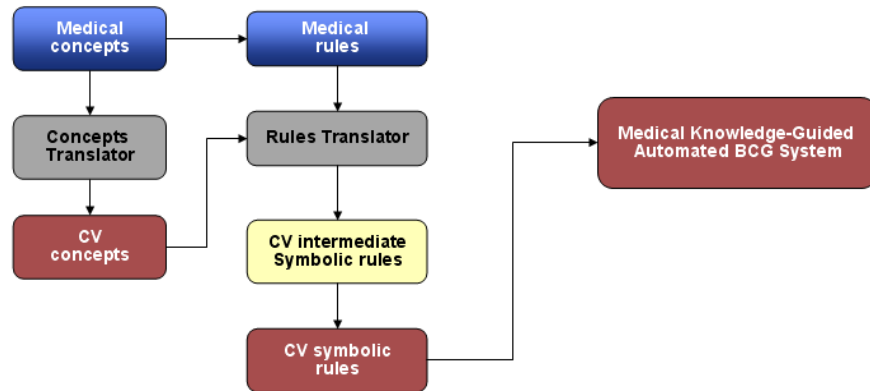 Medical
concepts
Medical
rules
Concepts
Translator
Rules Translator
Medical Knowledge-Guided
Automated BCG System
CV
concepts
CV intermediate
Symbolic rules
CV symbolic
rules